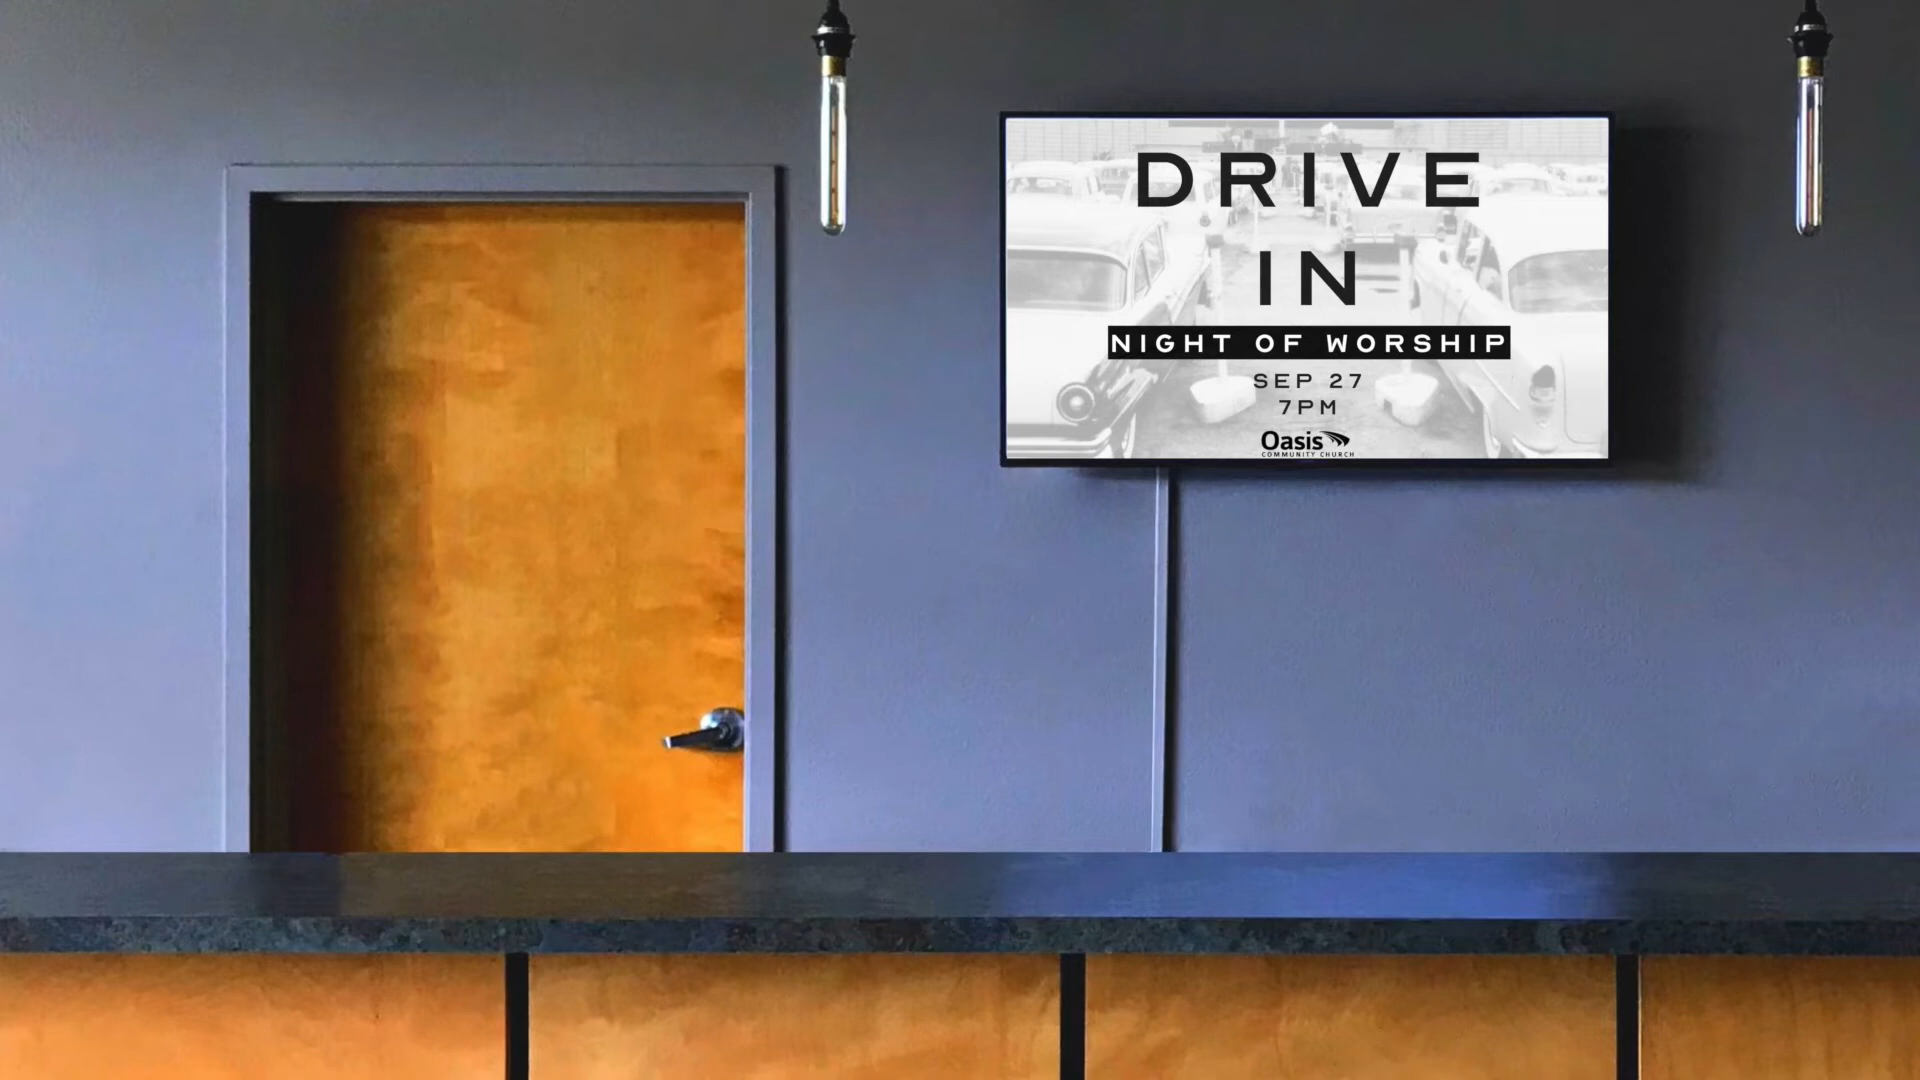 DRIVE
IN
NIGHT OF WORSHIP
SEP 27
7PM
Oasis
COMMUNITY CHURCH